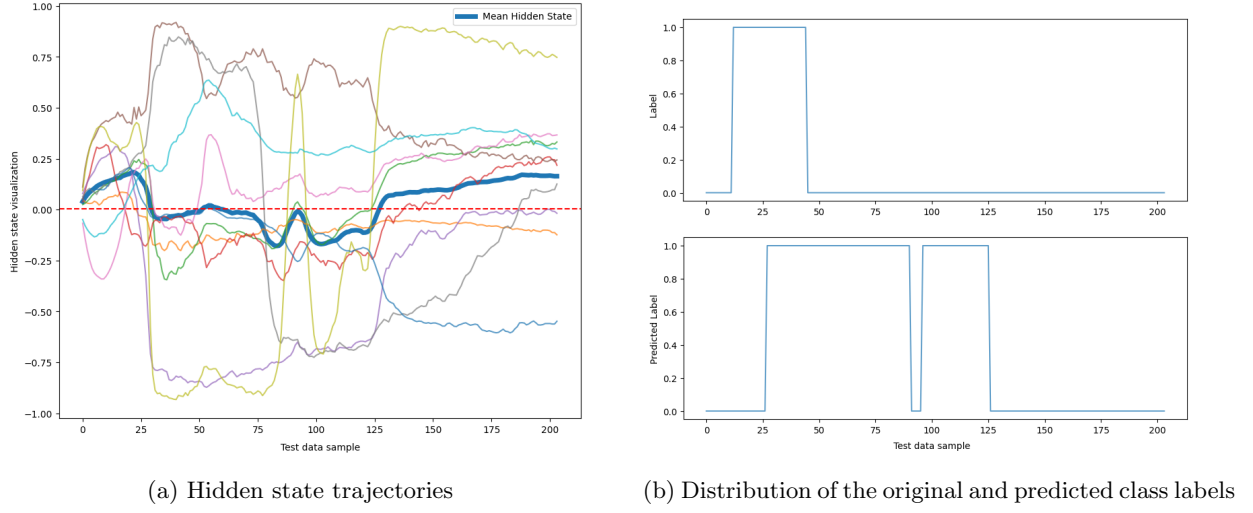 Mean Hidden State
1.00
0.75
0.50
0.25
0.00
−0.25
−0.50
−0.75
−1.00
Hidden state visualization
0 25 50 75 100 125 150 175 200
Test data sample
(a) Hidden state trajectories
1.0
0.8
0.6
0.4
0.2
0.0
Label
0 25 50 75 100 125 150 175 200
1.0
0.8
0.6
0.4
0.2
0.0
Predicted Label
0 25 50 75 100 125 150 175 200
Test data sample
(b) Distribution of the original and predicted class labels